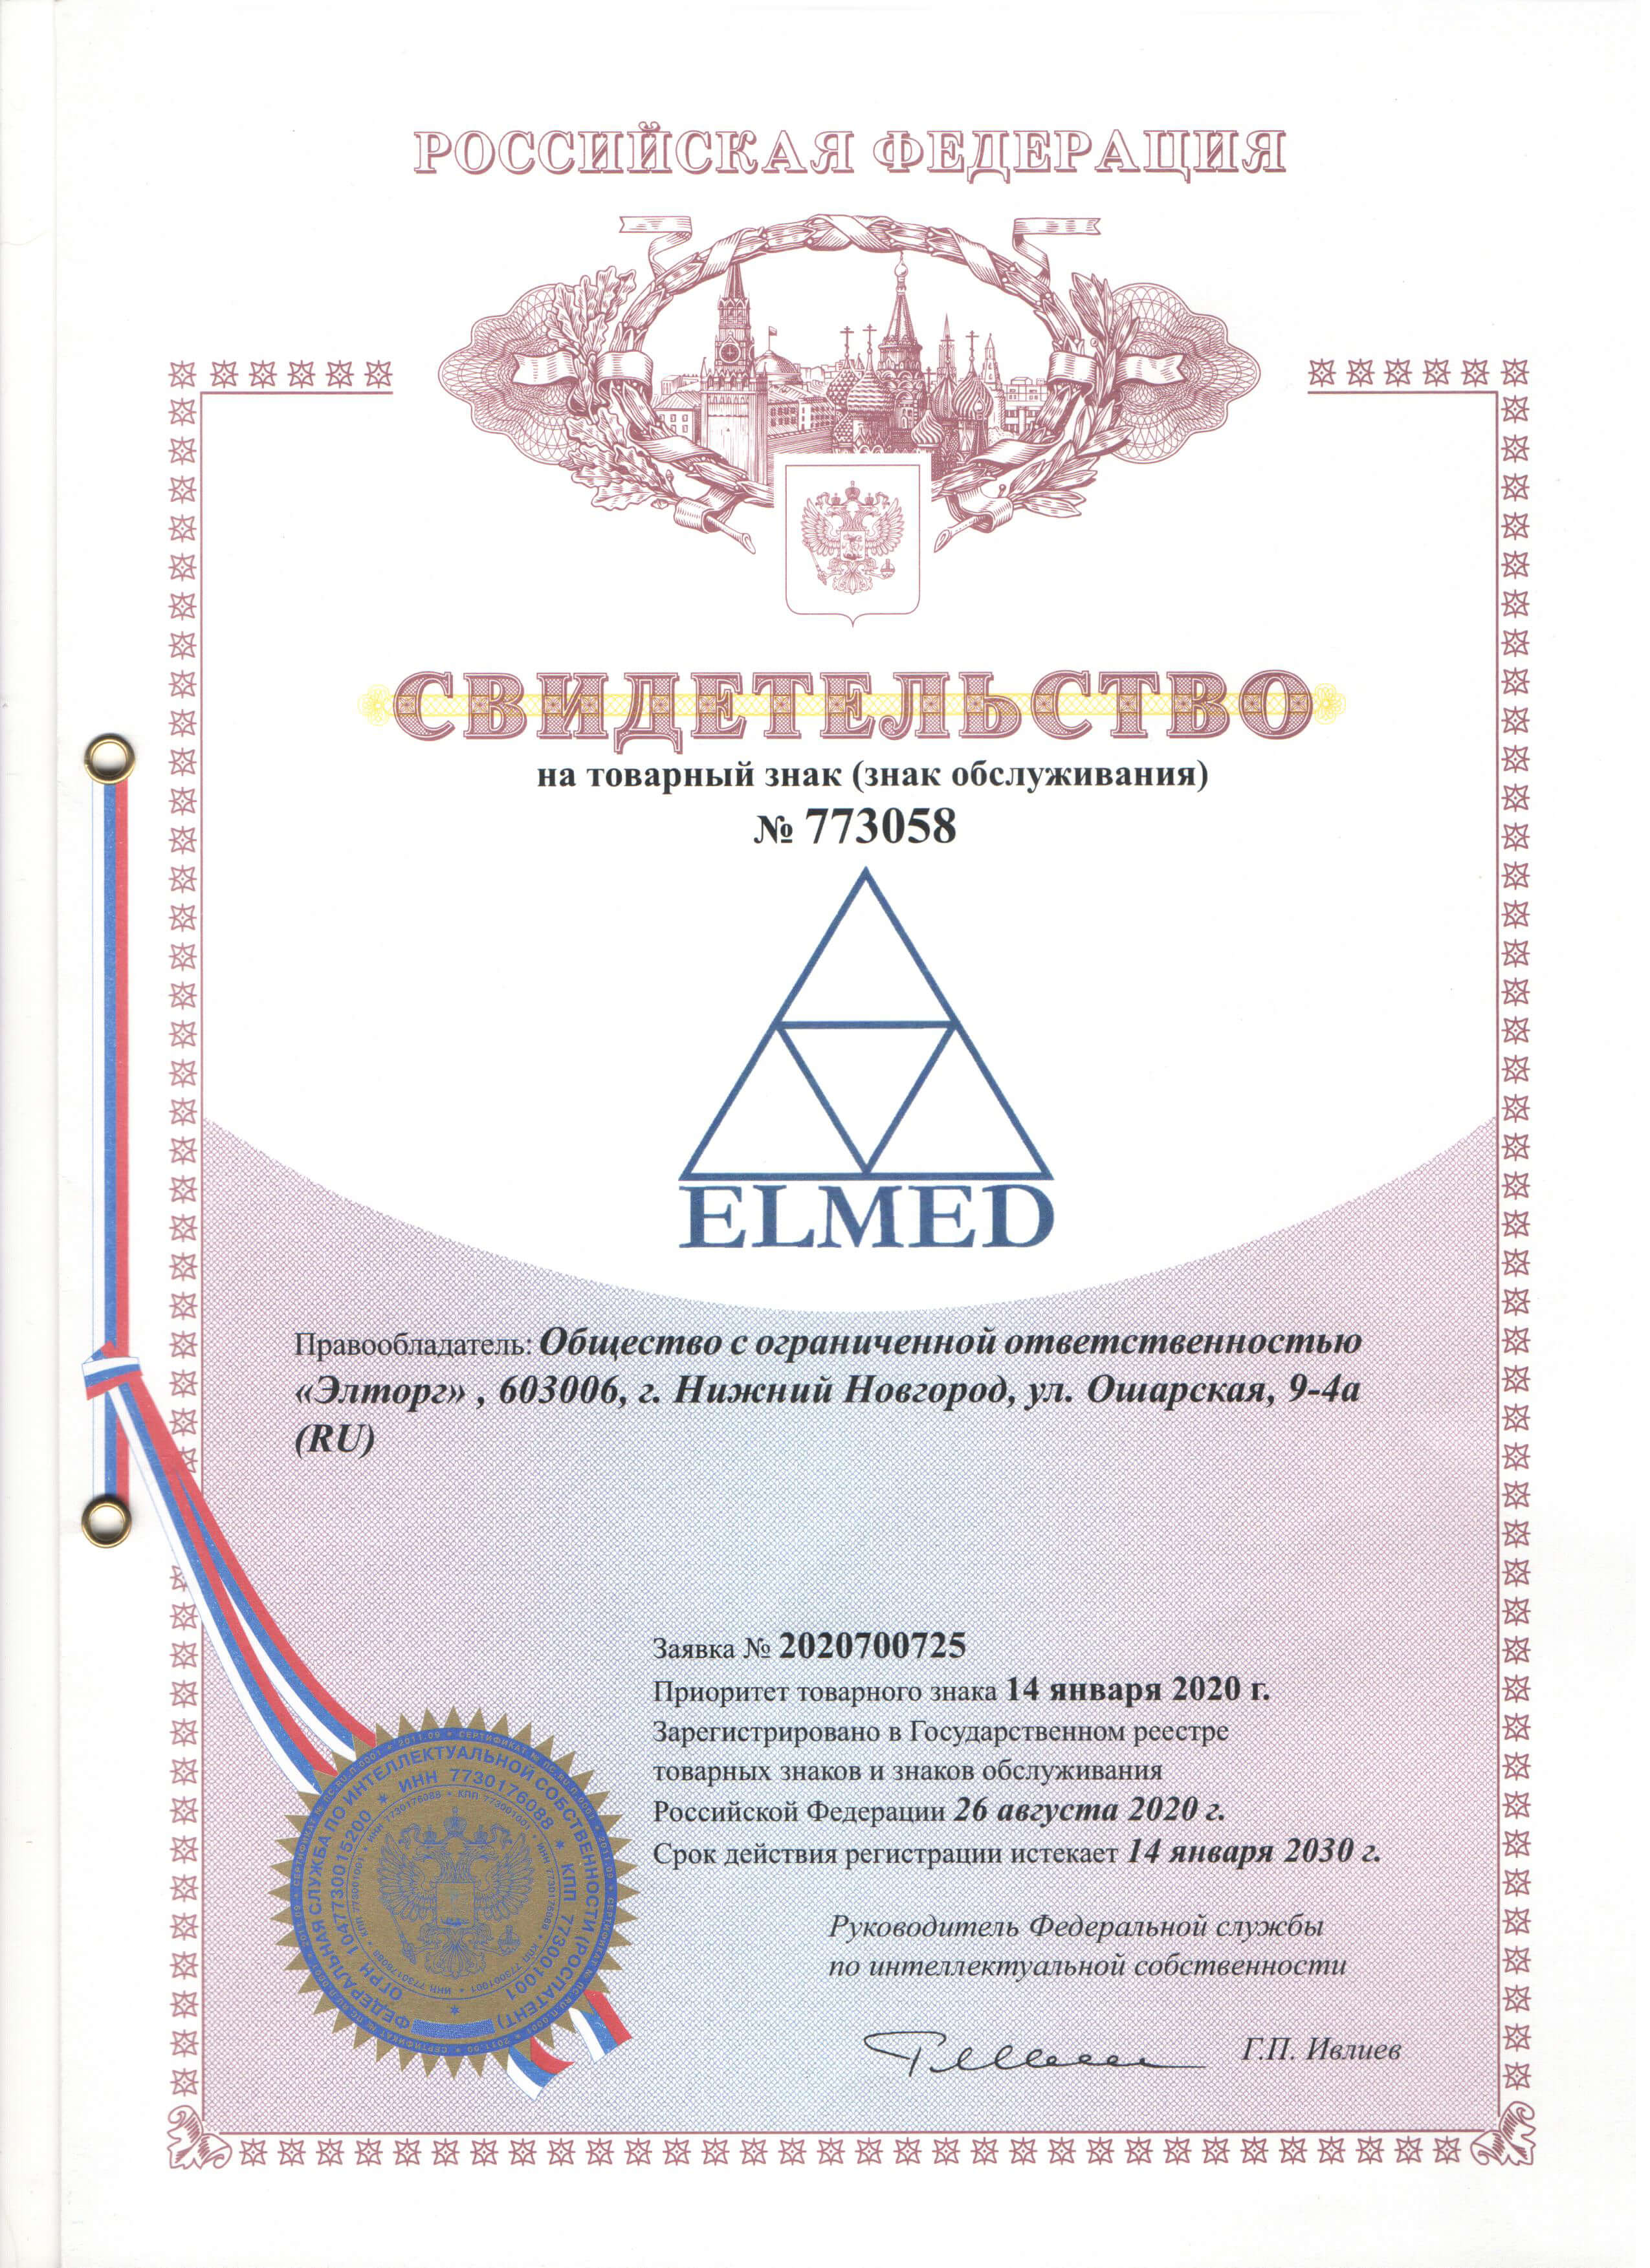 РОССИЙСКАЯ ФЕДЕРАЦИЯ
СВИДЕТЕЛЬСТВО
на товарный знак (знак обслуживания)
№ 773058
ELMED
Правообладатель: Общество с ограниченной ответственностью
«Элторг» , 603006, г. Нижний Новгород, ул. Ошарская, 9-4а
(RU)
Заявка № 2020700725
Приоритет товарного знака 14 января 2020 г.
Зарегистрировано в Государственном реестре
товарных знаков и знаков обслуживания
Российской Федерации 26 августа 2020 г.
Срок действия регистрации истекает 14 января 2030 г.
Руководитель Федеральной службы
по интеллектуальной собственности
Г.П. Ивлиев
ФЕДЕРАЛЬНАЯ СЛУЖБА ПО ИНТЕЛЛЕКТУАЛЬНОЙ СОБСТВЕННОСТИ (РОСПАТЕНТ)
ОГРН 1047730015200 * ИНН 7730176088 * КПП 773001001